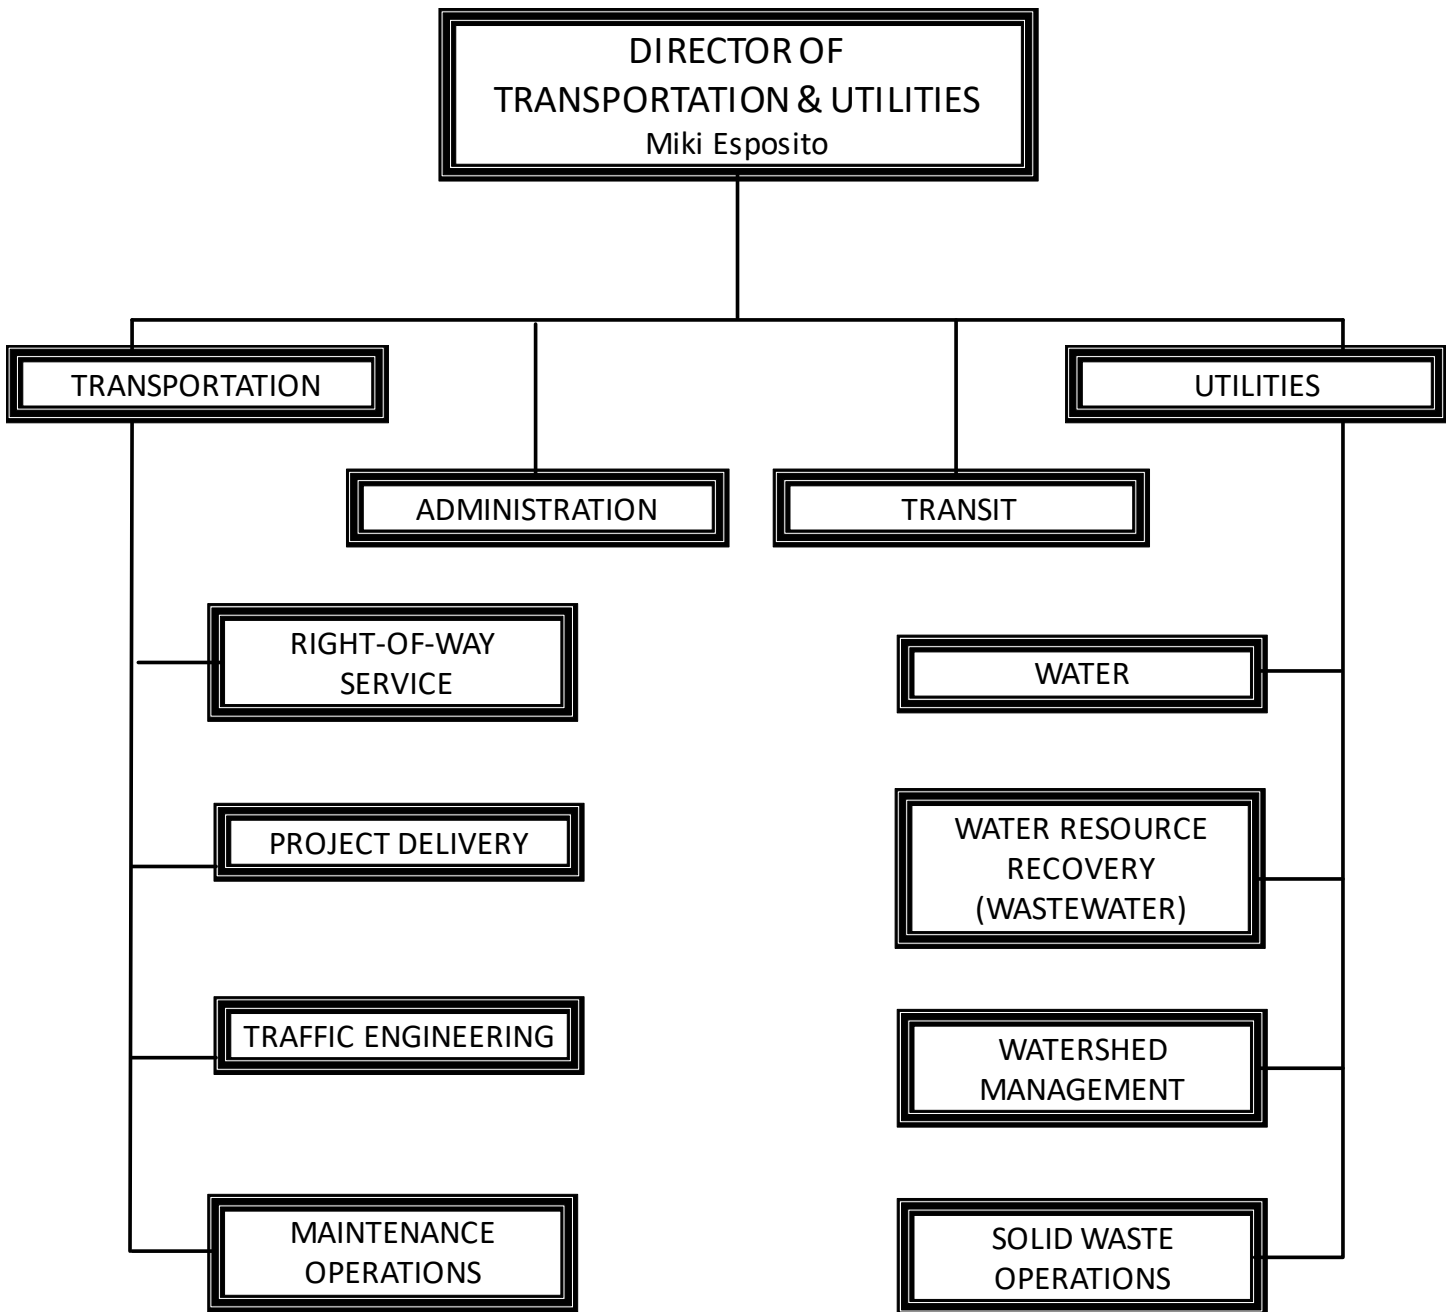 DIRECTOR OF
TRANSPORTATION & UTILITIES
Miki Esposito
TRANSPORTATION
UTILITIES
ADMINISTRATION
TRANSIT
RIGHT-OF-WAY
SERVICE
WATER
PROJECT DELIVERY
WATER RESOURCE
RECOVERY
(WASTEWATER)
TRAFFIC ENGINEERING
WATERSHED
MANAGEMENT
MAINTENANCE
OPERATIONS
SOLID WASTE
OPERATIONS